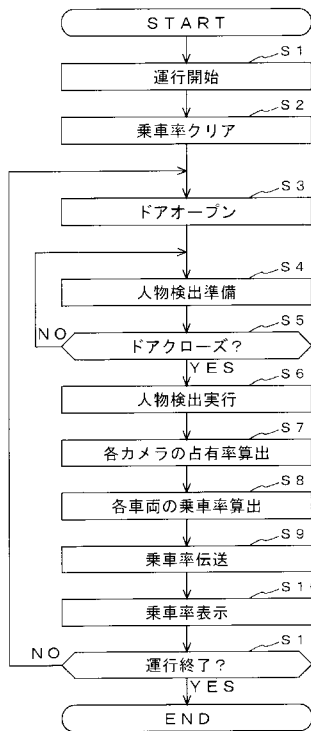 START
S1
運行開始
S2
乗車率クリア
S3
ドアオープン
S4
人物検出準備
S5
NO
ドアクローズ?
YES
S6
人物検出実行
S7
各カメラの占有率算出
S8
各車両の乗車率算出
S9
乗車率伝送
S1
乗車率表示
S1
NO
運行終了?
YES
END